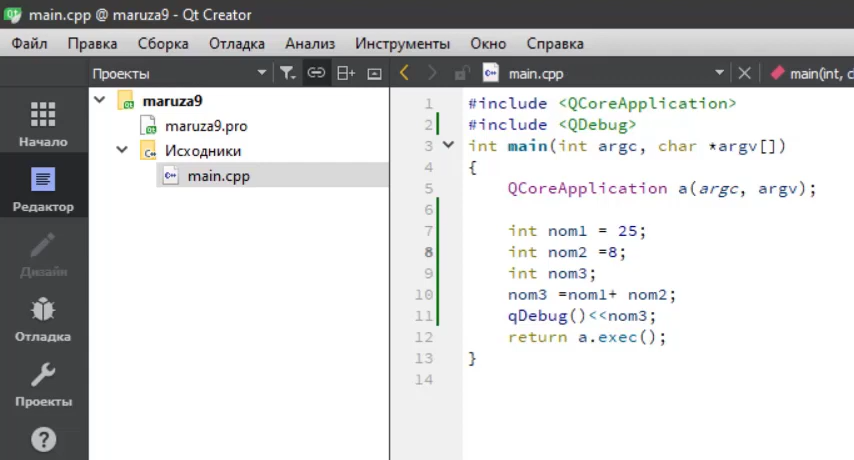 main.cpp @ maruza9 - Qt Creator
Файл Правка Сборка Отладка Анализ Инструменты Окно Справка
Проекты main.cpp main(int, c
maruza9
maruza9.pro
Исходники
main.cpp
Начало
Редактор
Дизайн
Отладка
Проекты
1 #include <QCoreApplication>
2 #include <QDebug>
3 int main(int argc, char *argv[])
4 {
5 QCoreApplication a(argc, argv);
6
7 int nom1 = 25;
8 int nom2 =8;
9 int nom3;
10 nom3 =nom1+ nom2;
11 qDebug()<<nom3;
12 return a.exec();
13 }
14